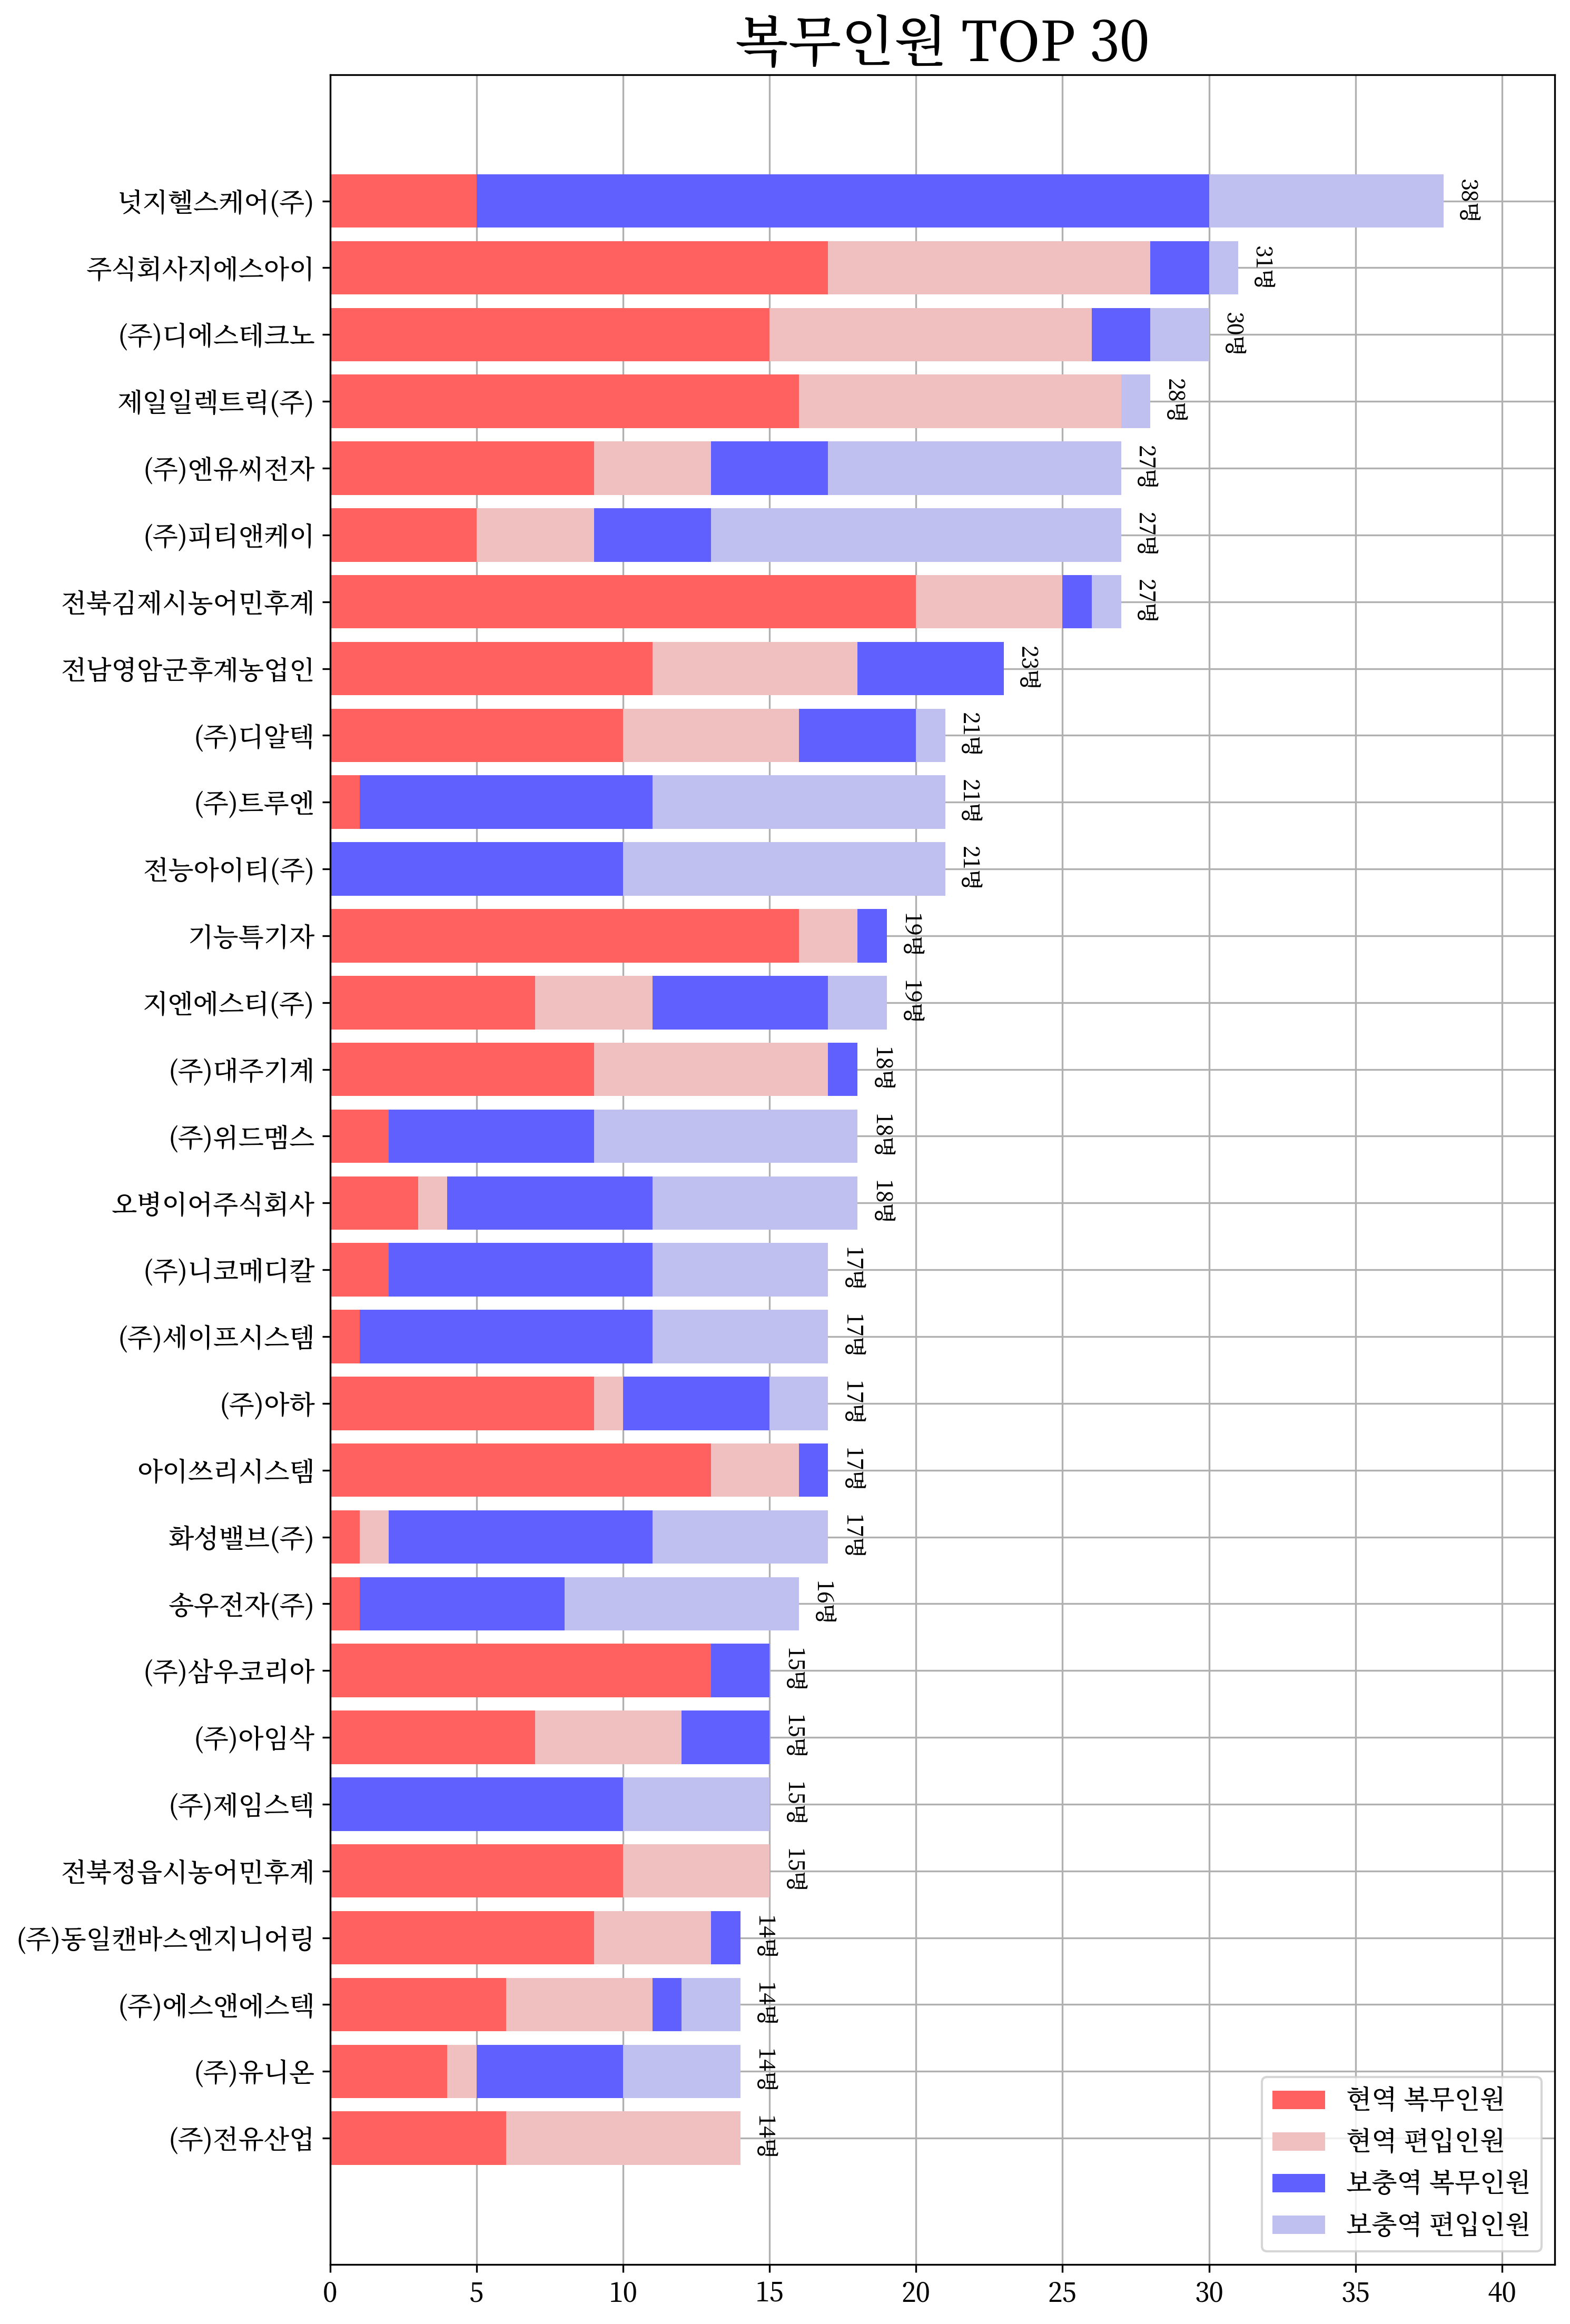 복무인원 TOP 30
넛지헬스케어(주)
38명
주식회사지에스아이
31명
(주)디에스테크노
30명
제일일렉트릭(주)
28명
(주)엔유씨전자
27명
(주)피티앤케이
27명
전북김제시농어민후계
27명
전남영암군후계농업인
23명
(주)디알텍
21명
(주)트루엔
21명
전능아이티(주)
21명
기능특기자
19명
지엔에스티(주)
19명
(주)대주기계
18명
(주)위드멤스
18명
오병이어주식회사
18명
(주)니코메디칼
17명
(주)세이프시스템
17명
(주)아하
17명
아이쓰리시스템
17명
화성밸브(주)
17명
송우전자(주)
16명
(주)삼우코리아
15명
(주)아임삭
15명
(주)제임스텍
15명
전북정읍시농어민후계
15명
(주)동일캔바스엔지니어링
14명
(주)에스앤에스텍
14명
(주)유니온
14명
(주)전유산업
14명
현역 복무인원
현역 편입인원
보충역 복무인원
보충역 편입인원
0 5 10 15 20 25 30 35 40